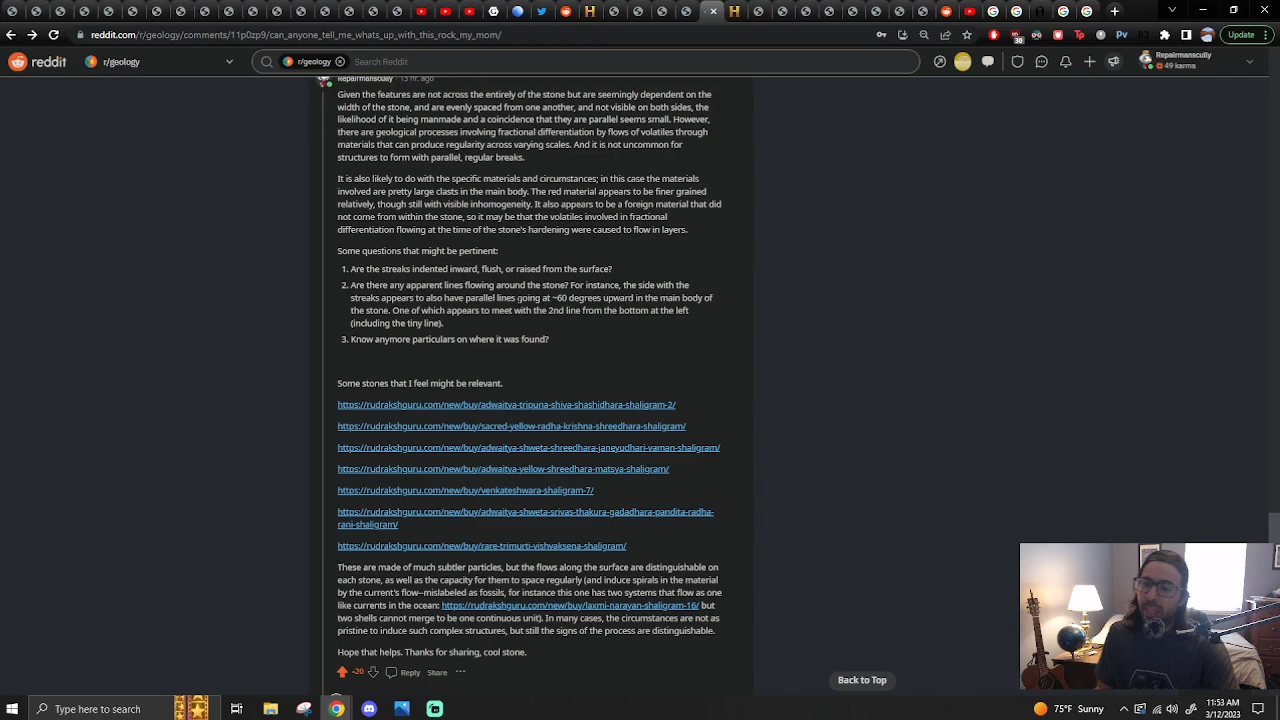 Update
reddit.com/r/geology/comments/11p0zp9/can_anyone_tell_me_whats_up_with_this_rock_my_mom/
30
Tp
Pv
reddit
r/geology
r/geology
Search Reddit
Repairmanscully
49 karma
Repairmanscully · 13 hr. ago
Given the features are not across the entirely of the stone but are seemingly dependent on the
width of the stone, and are evenly spaced from one another, and not visible on both sides, the
likelihood of it being manmade and a coincidence that they are parallel seems small. However,
there are geological processes involving fractional differentiation by flows of volatiles through
materials that can produce regularity across varying scales. And it is not uncommon for
structures to form with parallel, regular breaks.
It is also likely to do with the specific materials and circumstances; in this case the materials
involved are pretty large clasts in the main body. The red material appears to be finer grained
relatively, though still with visible inhomogeneity. It also appears to be a foreign material that did
not come from within the stone, so it may be that the volatiles involved in fractional
differentiation flowing at the time of the stone's hardening were caused to flow in layers.
Some questions that might be pertinent:
1. Are the streaks indented inward, flush, or raised from the surface?
2. Are there any apparent lines flowing around the stone? For instance, the side with the
streaks appears to also have parallel lines going at ~60 degrees upward in the main body of
the stone. One of which appears to meet with the 2nd line from the bottom at the left
(including the tiny line).
3. Know anymore particulars on where it was found?
Some stones that I feel might be relevant.
https://rudrakshguru.com/new/buy/adwaitya-tripuna-shiva-shashidhara-shaligram-2/
https://rudrakshguru.com/new/buy/sacred-yellow-radha-krishna-shreedhara-shaligram/
https://rudrakshguru.com/new/buy/adwaitya-shweta-shreedhara-janeyudhari-vaman-shaligram/
https://rudrakshguru.com/new/buy/adwaitya-yellow-shreedhara-matsya-shaligram/
https://rudrakshguru.com/new/buy/venkateshwara-shaligram-7/
https://rudrakshguru.com/new/buy/adwaitya-shweta-srivas-thakura-gadadhara-pandita-radha-
rani-shaligram/
https://rudrakshguru.com/new/buy/rare-trimurti-vishvaksena-shaligram/
These are made of much subtler particles, but the flows along the surface are distinguishable on
each stone, as well as the capacity for them to space regularly (and induce spirals in the material
by the current's flow--mislabeled as fossils, for instance this one has two systems that flow as one
like currents in the ocean: https://rudrakshguru.com/new/buy/laxmi-narayan-shaligram-16/ but
two shells cannot merge to be one continuous unit). In many cases, the circumstances are not as
pristine to induce such complex structures, but still the signs of the process are distinguishable.
Hope that helps. Thanks for sharing, cool stone.
-20 Reply Share ···
Back to Top
Type here to search
75°F Sunny
11:53 AM
3/12/2023